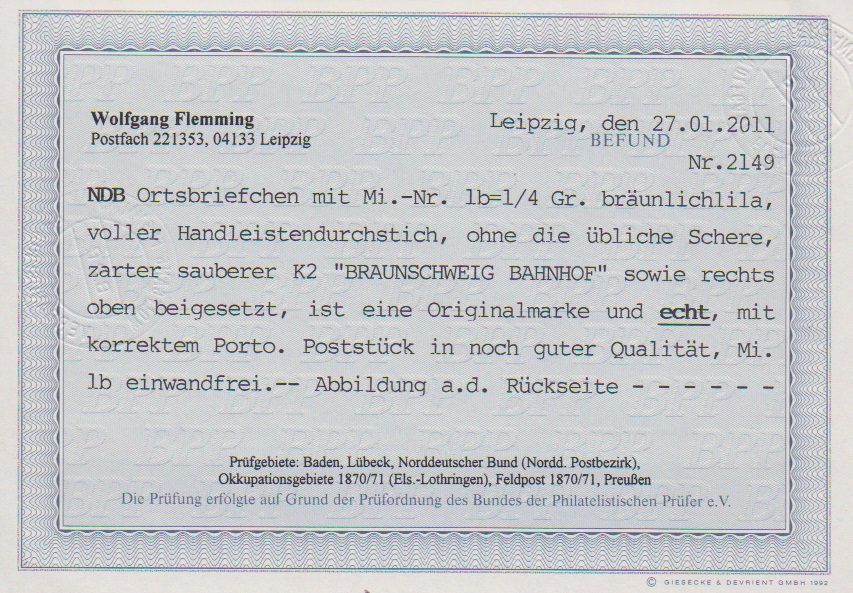 Wolfgang Flemming
Postfach 221353, 04133 Leipzig
Leipzig, den 27.01.2011
BEFUND
Nr.2149
NDB Ortsbriefchen mit Mi.-Nr. lb=l/4 Gr. bräunlichlila,
voller Handleistendurchstich, ohne die übliche Schere,
zarter sauberer K2 "BRAUNSCHWEIG BAHNHOF" sowie rechts
oben beigesetzt, ist eine Originalmarke und echt, mit
korrektem Porto. Poststück in noch guter Qualität, Mi.
lb einwandfrei.-- Abbildung a.d. Rückseite - - - - - -
Prüfgebiete: Baden, Lübeck, Norddeutscher Bund (Nordd. Postbezirk),
Okkupationsgebiete 1870/71 (Els.-Lothringen), Feldpost 1870/71, Preußen
Die Prüfung erfolgte auf Grund der Prüfordnung des Bundes der Philatelistischen Prüfer e.V.
© GIESECKE & DEVRIENT GMBH 1992